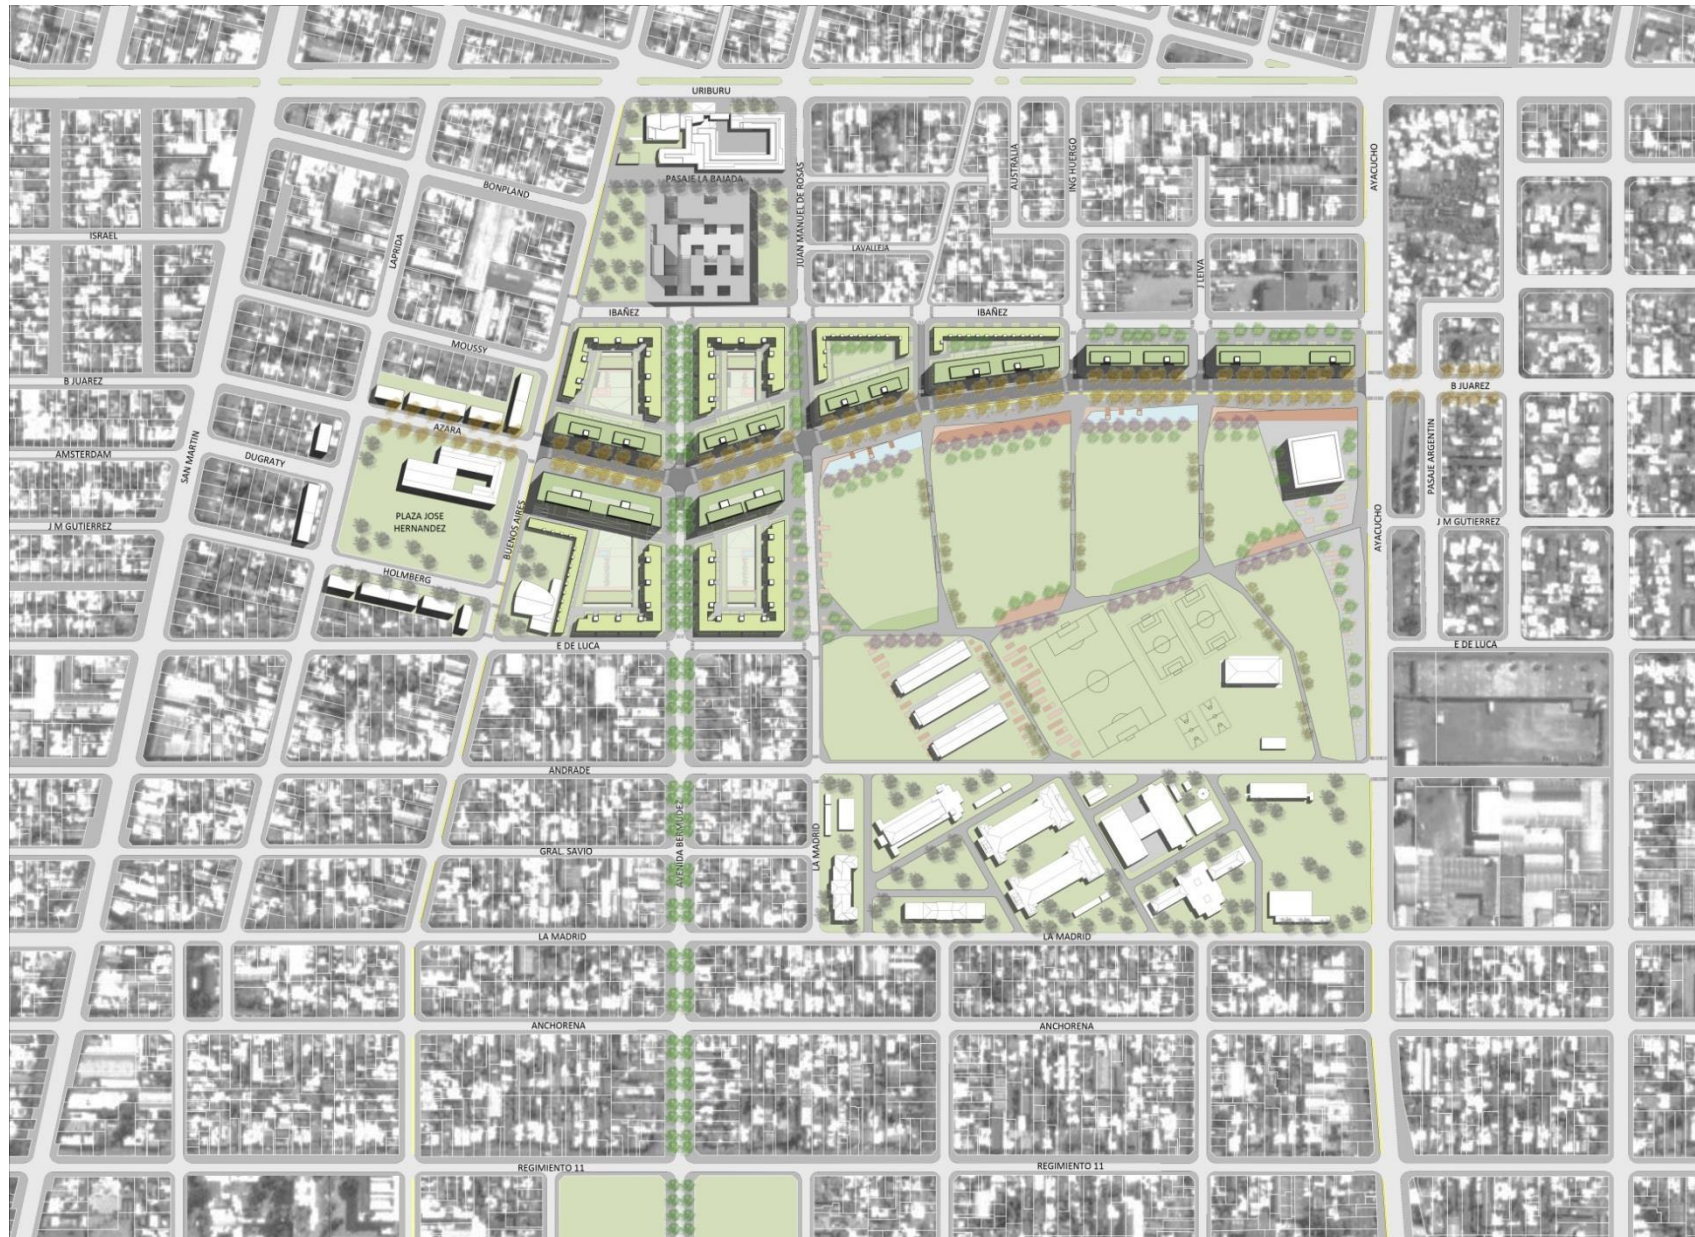 URIBURU
PASAJE LA BAJADA
JUAN MANUEL DE ROSAS
AUSTRALIA
ING HUERGO
AYACUCHO
BONPLAND
ISRAEL
LAPRIDA
LAVALLEJA
J LEIVA
IBAÑEZ
IBAÑEZ
MOUSSY
B JUAREZ
B JUAREZ
AZARA
SAN MARTIN
AMSTERDAM
DUGRATY
PASAJE ARGENTIN
PLAZA JOSE
HERNANDEZ
BUENOS AIRES
J M GUTIERREZ
J M GUTIERREZ
AYACUCHO
HOLMBERG
E DE LUCA
E DE LUCA
ANDRADE
AVENIDA BERMUDEZ
LA MADRID
GRAL. SAVIO
LA MADRID
LA MADRID
ANCHORENA
ANCHORENA
REGIMIENTO 11
REGIMIENTO 11